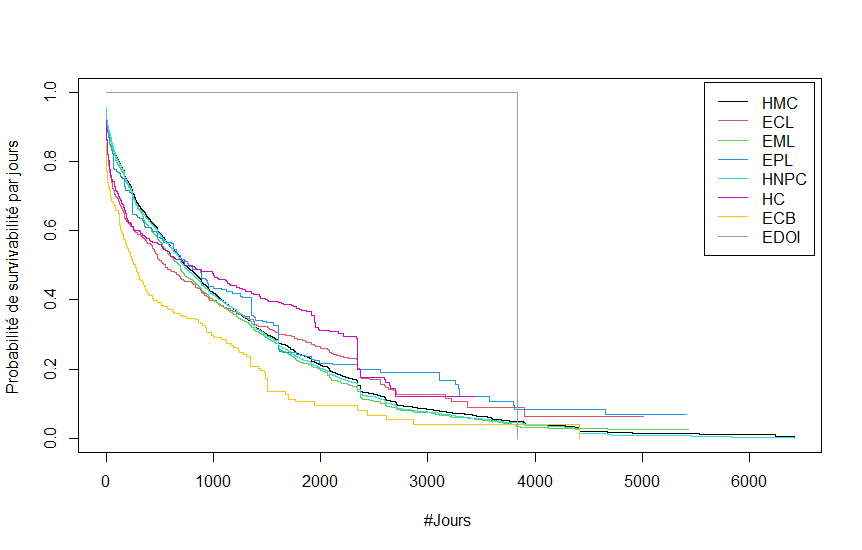 Probabilité de survivabilité par jours
1.0
0.8
0.6
0.4
0.2
0.0
HMC
ECL
EML
EPL
HNPC
HC
ECB
EDOI
0 1000 2000 3000 4000 5000 6000
#Jours